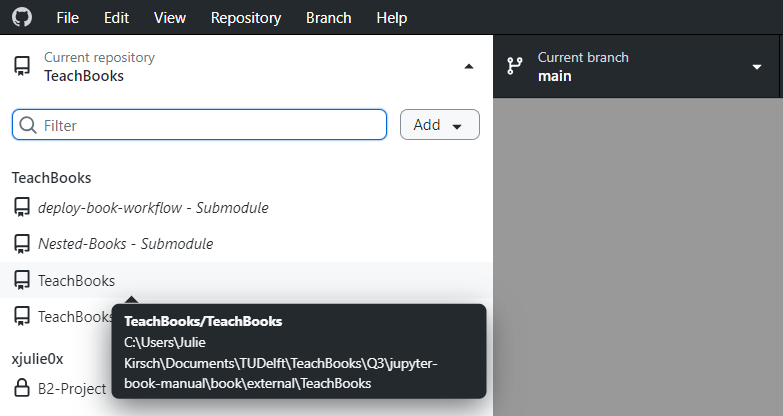 File Edit View Repository Branch Help
Current repository
TeachBooks
Current branch
main
Filter
Add
TeachBooks
deploy-book-workflow - Submodule
Nested-Books - Submodule
TeachBooks
TeachBooks
TeachBooks/TeachBooks
C:\Users\Julie
Kirsch\Documents\TUDelft\TeachBooks\Q3\jupyter-
book-manual\book\external\TeachBooks
xjulie0x
B2-Project